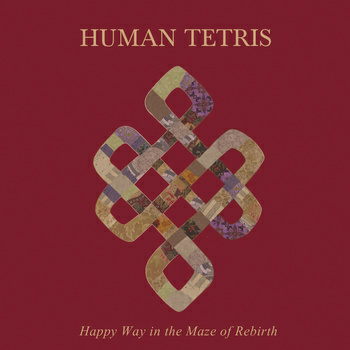 HUMAN TETRIS
Happy Way in the Maze of Rebirth